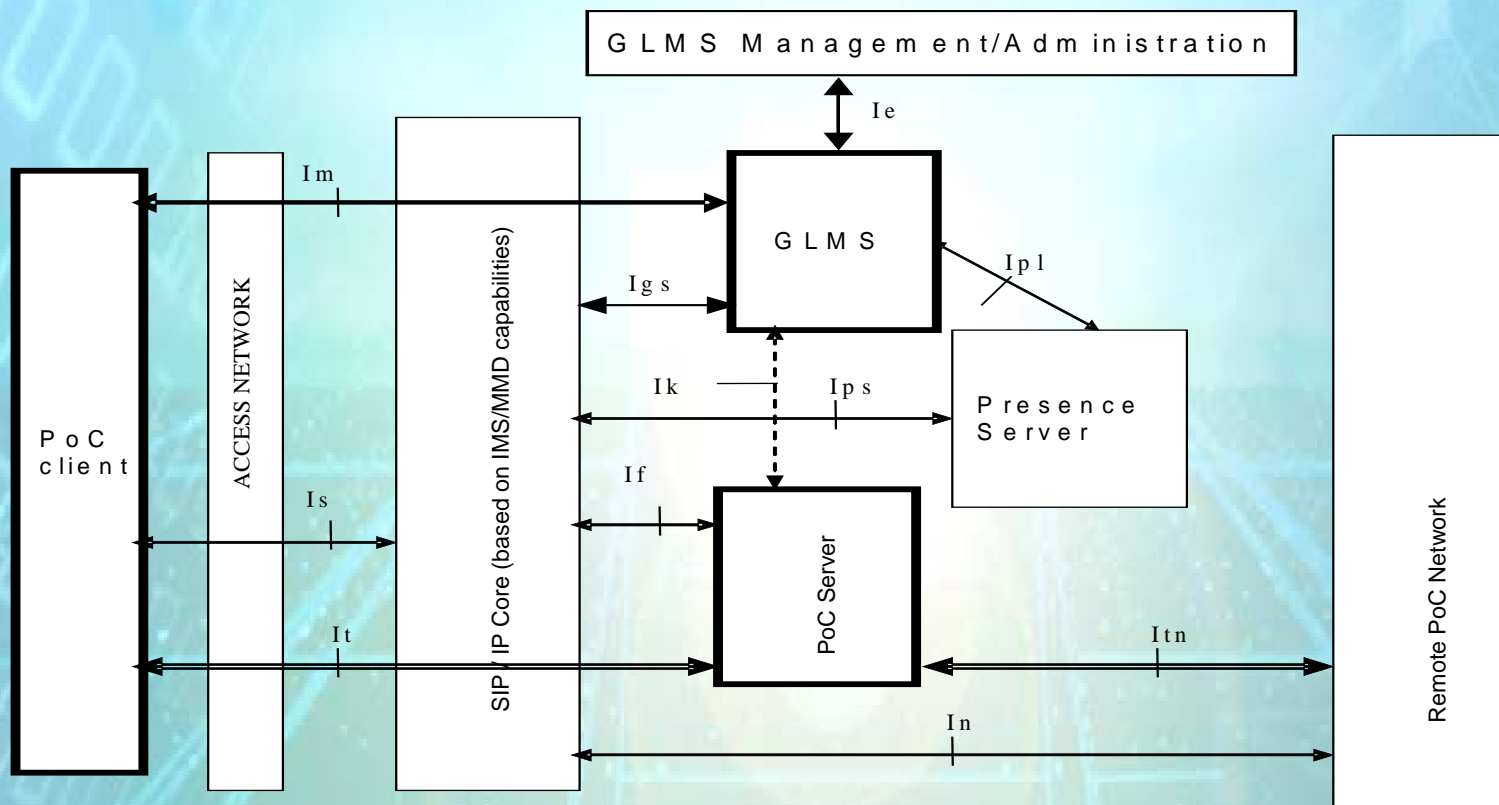 GLMS Management/Administration
Ie
Im
GLMS
Ipl
Igs
Ik
Ips
Presence
Server
PoC
client
ACCESS NETWORK
SIP / IP Core (based on IMS/MMD capabilities)
If
Is
PoC Server
It
Itn
In
Remote PoC Network